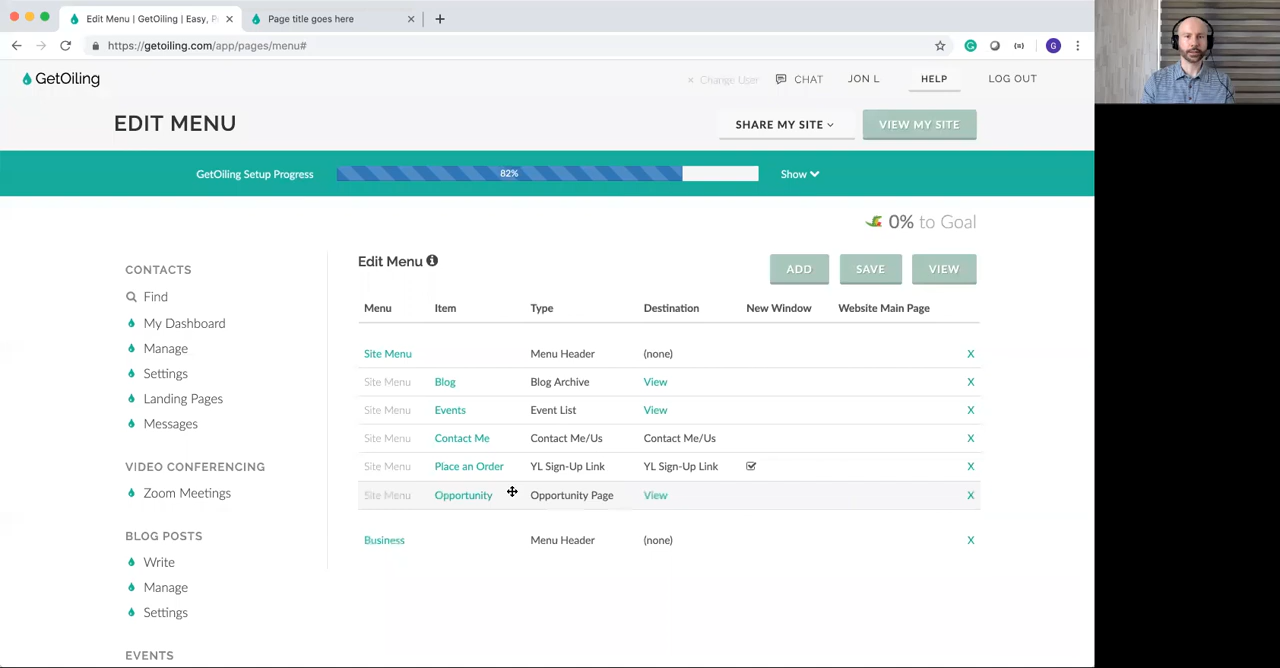 Edit Menu | GetOiling | Easy, P
Page title goes here
https://getoiling.com/app/pages/menu#
G
GetOiling
Change User
CHAT
JON L
HELP
LOG OUT
EDIT MENU
SHARE MY SITE
VIEW MY SITE
GetOiling Setup Progress
82%
Show
0% to Goal
CONTACTS
Find
My Dashboard
Manage
Settings
Landing Pages
Messages
VIDEO CONFERENCING
Zoom Meetings
BLOG POSTS
Write
Manage
Settings
EVENTS
Edit Menu
ADD SAVE VIEW
Menu Item Type Destination New Window Website Main Page
Site Menu Menu Header (none) X
Site Menu Blog Blog Archive View X
Site Menu Events Event List View X
Site Menu Contact Me Contact Me/Us Contact Me/Us X
Site Menu Place an Order YL Sign-Up Link YL Sign-Up Link X
Site Menu Opportunity Opportunity Page View X
Business Menu Header (none) X